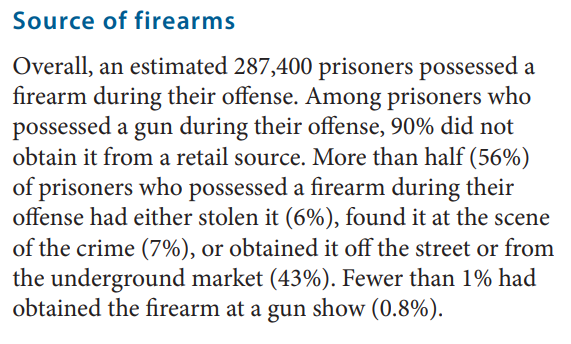 Source of firearms
Overall, an estimated 287,400 prisoners possessed a
firearm during their offense. Among prisoners who
possessed a gun during their offense, 90% did not
obtain it from a retail source. More than half (56%)
of prisoners who possessed a firearm during their
offense had either stolen it (6%), found it at the scene
of the crime (7%), or obtained it off the street or from
the underground market (43%). Fewer than 1% had
obtained the firearm at a gun show (0.8%).